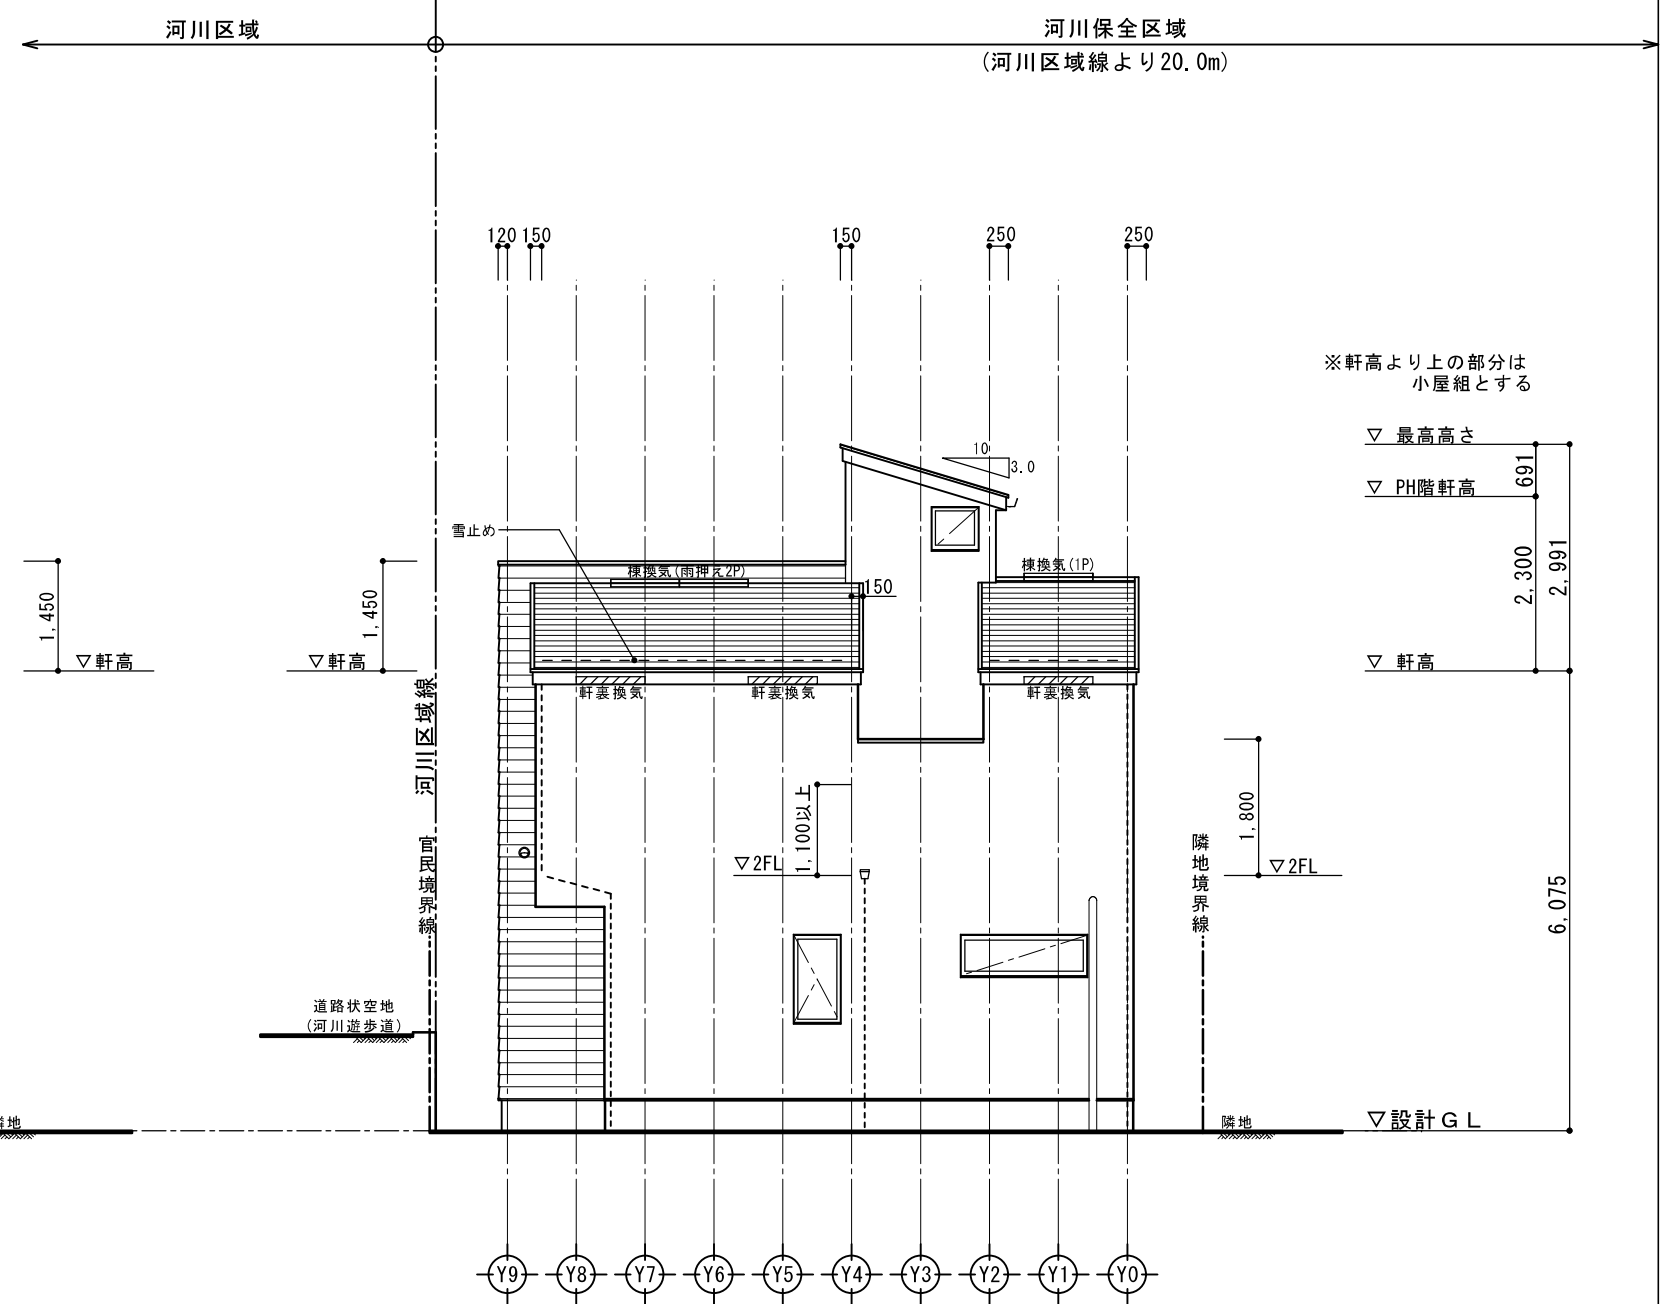 河川区域
河川保全区域
(河川区域線より20.0m)
120
150
150
250
250
※軒高より上の部分は
小屋組とする
▽ 最高高さ
691
▽ PH階軒高
10
3.0
2,300
2,991
雪止め
棟換気(雨押え2P)
棟換気(1P)
150
1,450
1,450
▽軒高
▽軒高
▽ 軒高
軒裏換気
軒裏換気
軒裏換気
河川区域線
1,100以上
▽2FL
1,800
▽2FL
官民境界線
隣地境界線
6,075
道路状空地
(河川遊歩道)
隣地
▽設計GL
Y9
Y8
Y7
Y6
Y5
Y4
Y3
Y2
Y1
Y0